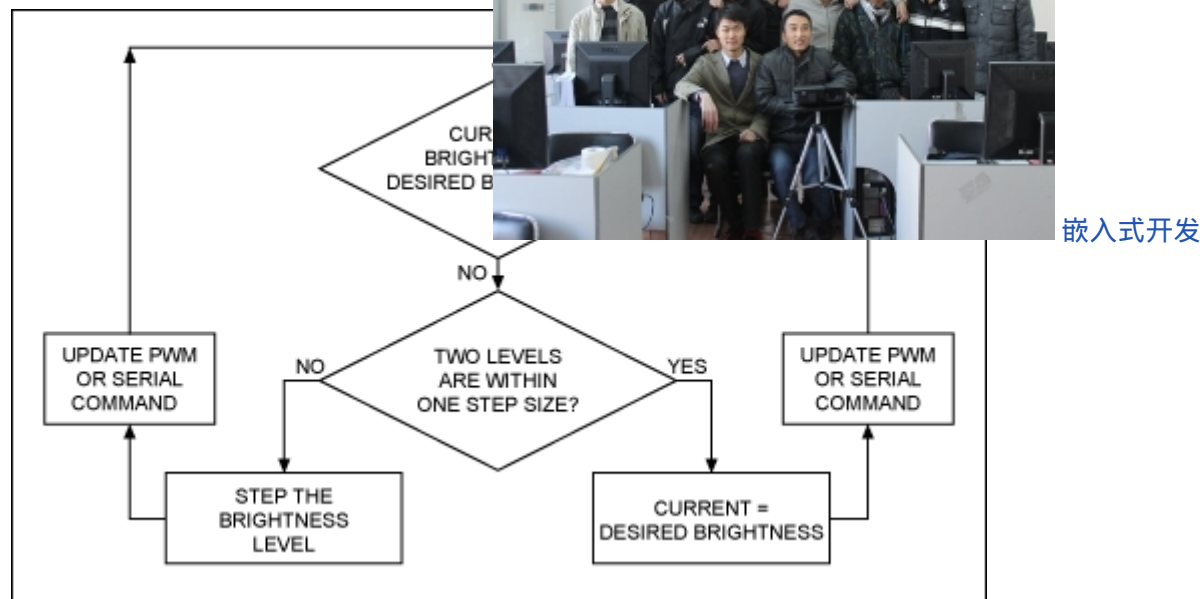 CUR
BRIGHT
DESIRED B
嵌入式开发
NO
UPDATE PWM
OR SERIAL
COMMAND
NO
TWO LEVELS
ARE WITHIN
ONE STEP SIZE?
YES
UPDATE PWM
OR SERIAL
COMMAND
STEP THE
BRIGHTNESS
LEVEL
CURRENT =
DESIRED BRIGHTNESS